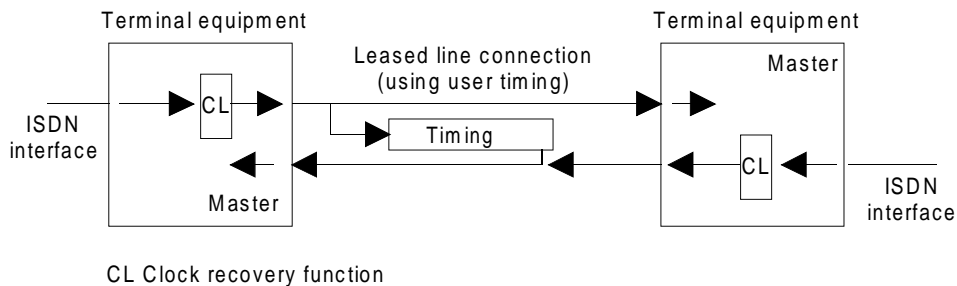 Terminal equipment
Terminal equipment
Leased line connection
(using user timing)
Master
CL
ISDN
interface
Timing
CL
Master
ISDN
interface
CL Clock recovery function